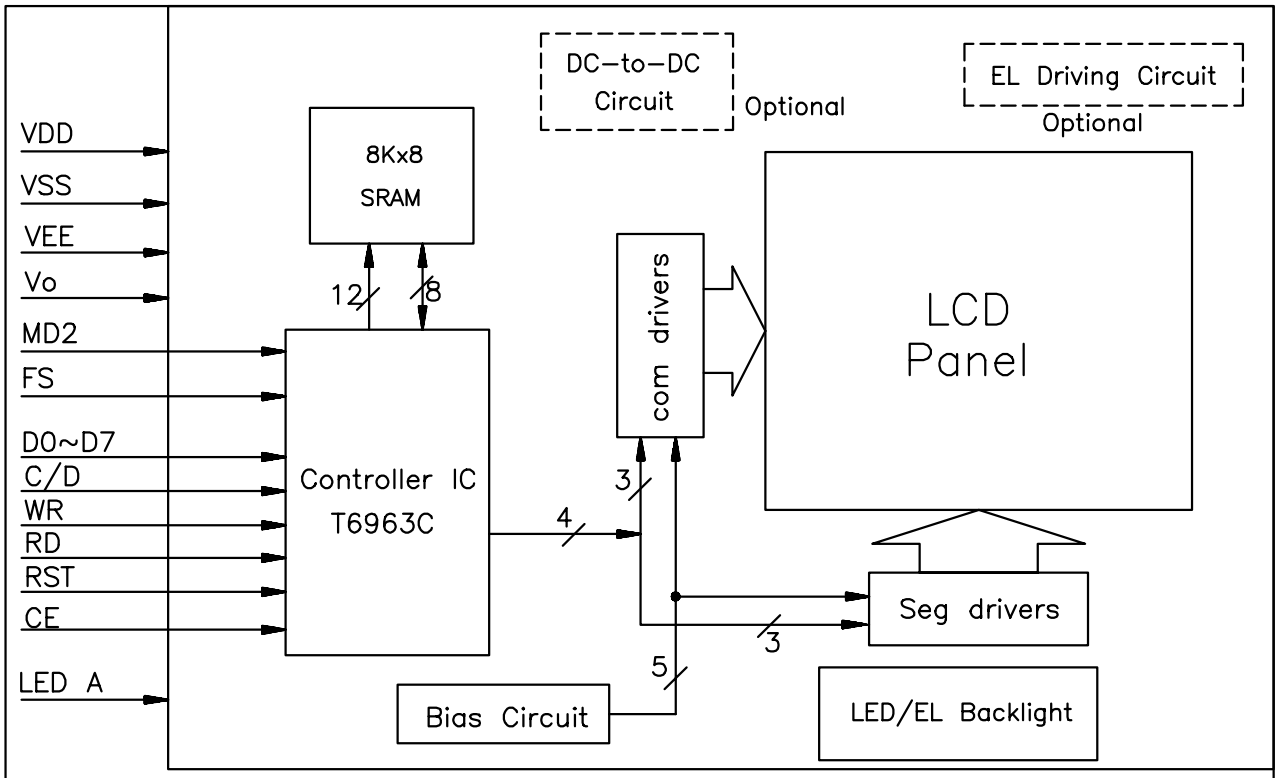 DC-to-DC
Circuit
Optional
EL Driving Circuit
Optional
VDD
VSS
VEE
Vo
MD2
FS
D0~D7
C/D
WR
RD
RST
CE
LED A
8Kx8
SRAM
12
8
Controller IC
T6963C
4
3
com drivers
LCD
Panel
Seg drivers
3
5
Bias Circuit
LED/EL Backlight